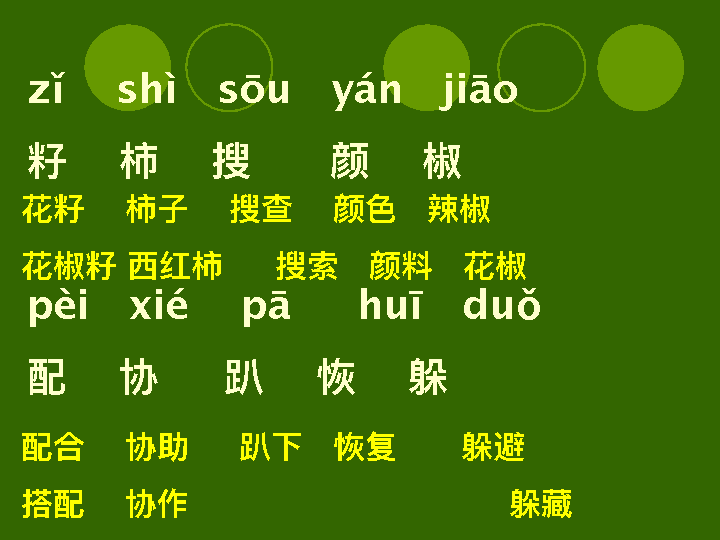 zǐ shì sōu yán jiāo
籽 柿 搜 颜 椒
花籽 柿子 搜查 颜色 辣椒
花椒籽 西红柿 搜索 颜料 花椒
pèi xié pā huī duǒ
配 协 趴 恢 躲
配合 协助 趴下 恢复 躲避
搭配 协作 躲藏